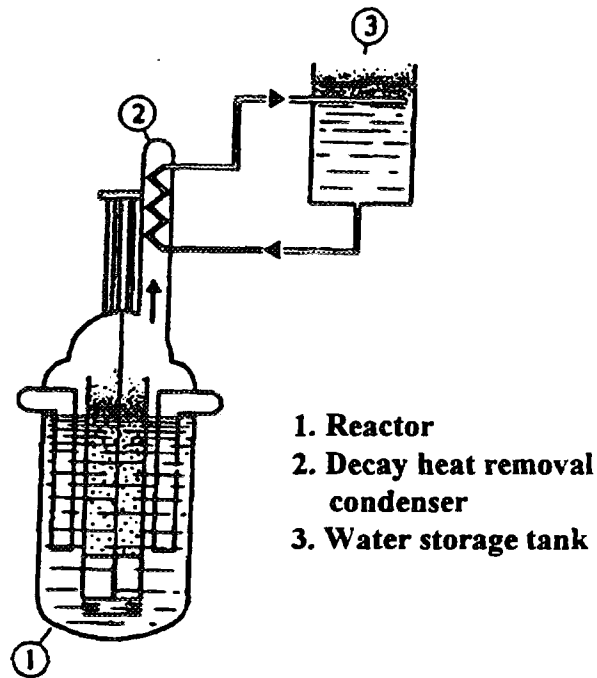 3
2
1. Reactor
2. Decay heat removal
condenser
3. Water storage tank
1